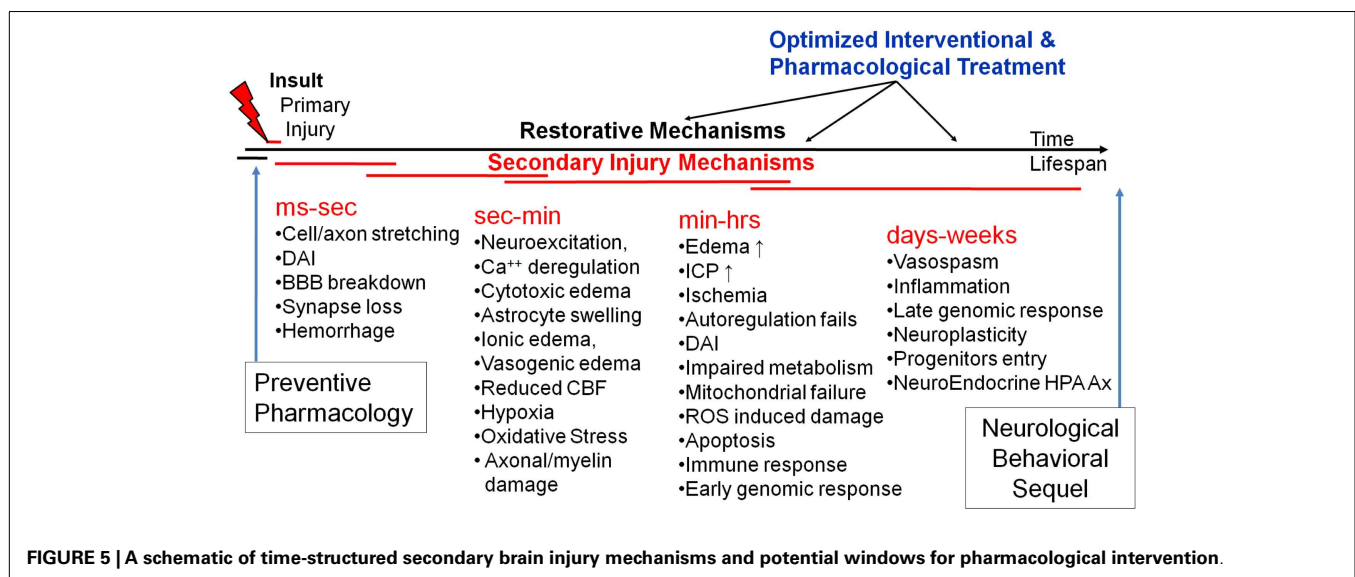 Optimized Interventional &
Pharmacological Treatment
Insult
Primary
Injury
Restorative Mechanisms
Time
Secondary Injury Mechanisms
Lifespan
ms-sec
•Cell/axon stretching
•DAI
•BBB breakdown
•Synapse loss
•Hemorrhage
sec-min
•Neuroexcitation,
•Ca⁺⁺ deregulation
•Cytotoxic edema
•Astrocyte swelling
•Ionic edema,
•Vasogenic edema
•Reduced CBF
•Hypoxia
•Oxidative Stress
•Axonal/myelin
damage
min-hrs
•Edema ↑
•ICP ↑
•Ischemia
•Autoregulation fails
•DAI
•Impaired metabolism
•Mitochondrial failure
•ROS induced damage
•Apoptosis
•Immune response
•Early genomic response
days-weeks
•Vasospasm
•Inflammation
•Late genomic response
•Neuroplasticity
•Progenitors entry
•NeuroEndocrine HPA Ax
Preventive
Pharmacology
Neurological
Behavioral
Sequel
FIGURE 5 | A schematic of time-structured secondary brain injury mechanisms and potential windows for pharmacological intervention.